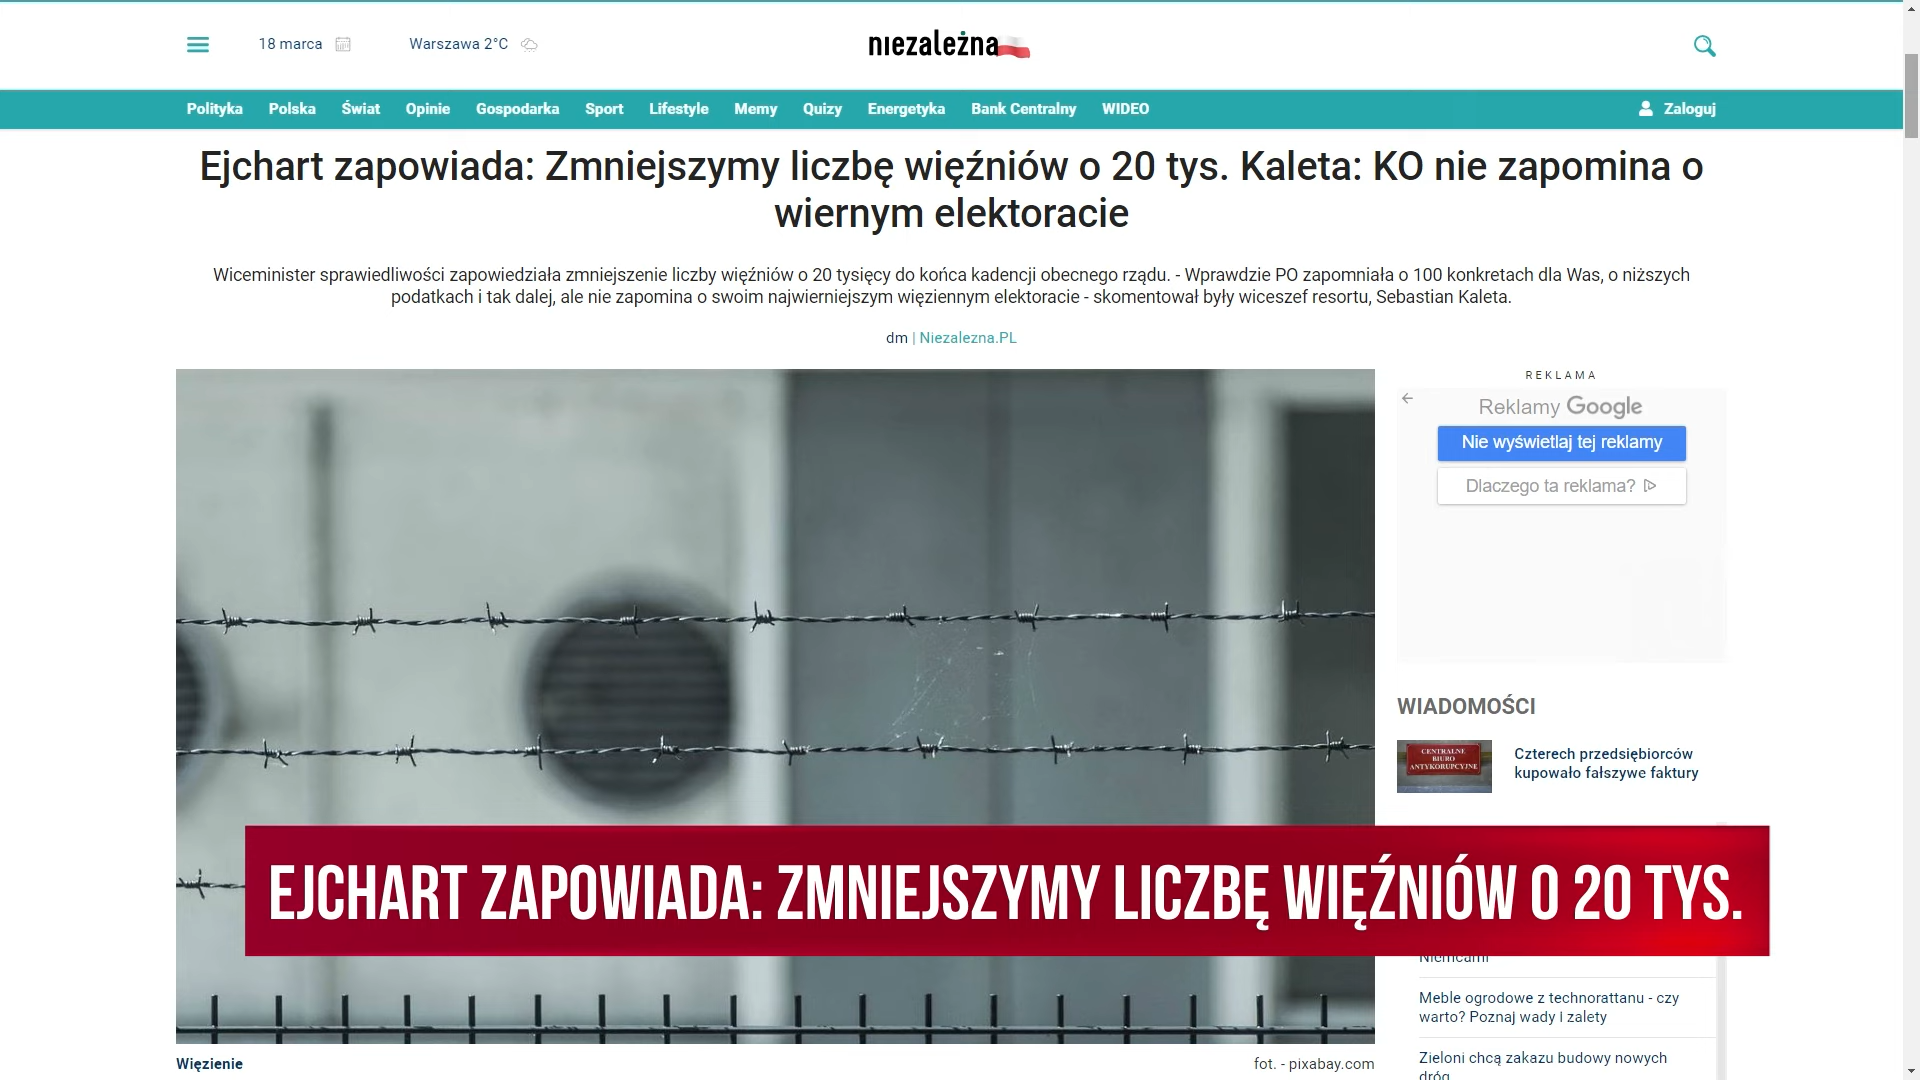 18 marca
Warszawa 2°C
niezależna
Polityka Polska Świat Opinie Gospodarka Sport Lifestyle Memy Quizy Energetyka Bank Centralny WIDEO Zaloguj
Ejchart zapowiada: Zmniejszymy liczbę więźniów o 20 tys. Kaleta: KO nie zapomina o
wiernym elektoracie
Wiceminister sprawiedliwości zapowiedziała zmniejszenie liczby więźniów o 20 tysięcy do końca kadencji obecnego rządu. - Wprawdzie PO zapomniała o 100 konkretach dla Was, o niższych
podatkach i tak dalej, ale nie zapomina o swoim najwierniejszym więziennym elektoracie - skomentował były wiceszef resortu, Sebastian Kaleta.
dm | Niezalezna.PL
REKLAMA
Reklamy Google
Nie wyświetlaj tej reklamy
Dlaczego ta reklama?
WIADOMOŚCI
CENTRALNE
BIURO
ANTYKORUPCYJNE
Czterech przedsiębiorców
kupowało fałszywe faktury
EJCHART ZAPOWIADA: ZMNIEJSZYMY LICZBĘ WIĘŹNIÓW O 20 TYS.
Niemcami
Meble ogrodowe z technorattanu - czy
warto? Poznaj wady i zalety
Zieloni chcą zakazu budowy nowych
dróg
Więzienie
fot. - pixabay.com